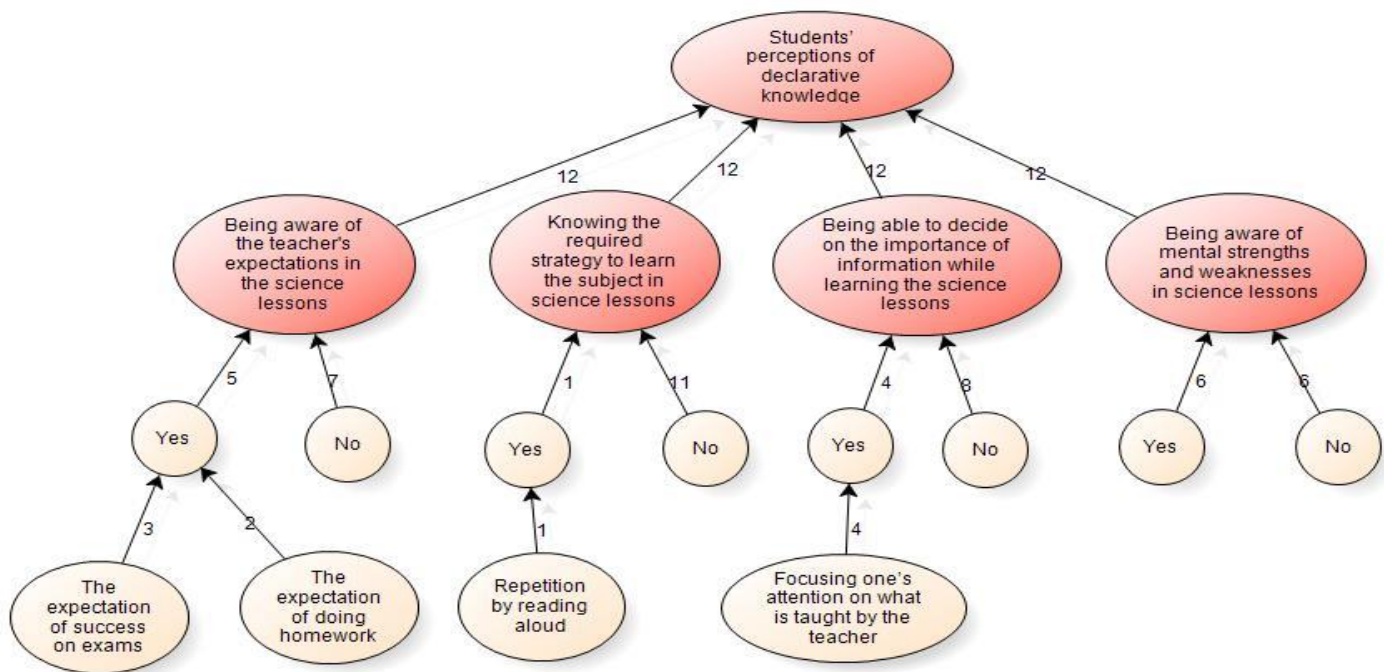 Students'
perceptions of
declarative
knowledge
12
12
12
12
Being aware of
the teacher's
expectations in
the science
lessons
Knowing the
required
strategy to learn
the subject in
science lessons
Being able to decide
on the importance of
information while
learning the science
lessons
Being aware of
mental strengths
and weaknesses
in science lessons
5
7
1
11
4
8
6
6
Yes
No
Yes
No
Yes
No
Yes
No
3
2
1
4
The
expectation
of success
on exams
The
expectation
of doing
homework
Repetition
by reading
aloud
Focusing one's
attention on what
is taught by the
teacher